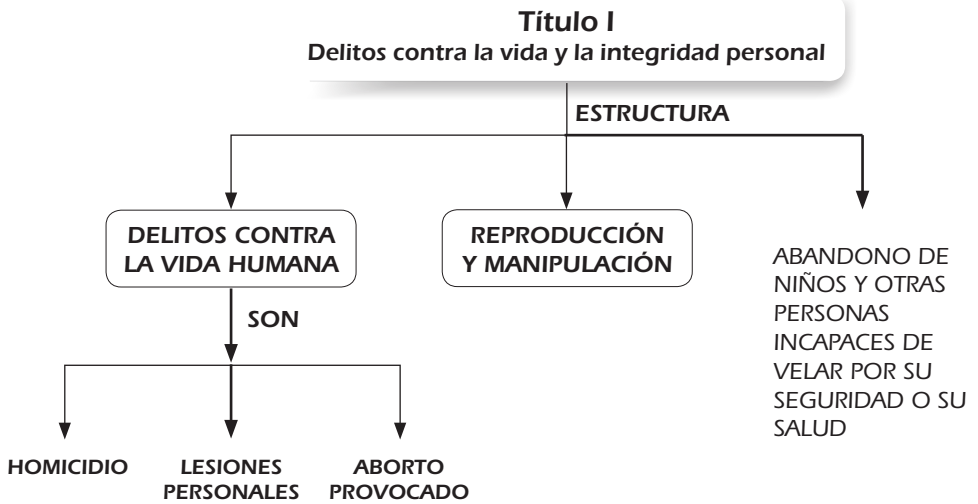 Título I
Delitos contra la vida y la integridad personal
ESTRUCTURA
DELITOS CONTRA
LA VIDA HUMANA
REPRODUCCIÓN
Y MANIPULACIÓN
ABANDONO DE
NIÑOS Y OTRAS
PERSONAS
INCAPACES DE
VELAR POR SU
SEGURIDAD O SU
SALUD
SON
HOMICIDIO
LESIONES
PERSONALES
ABORTO
PROVOCADO